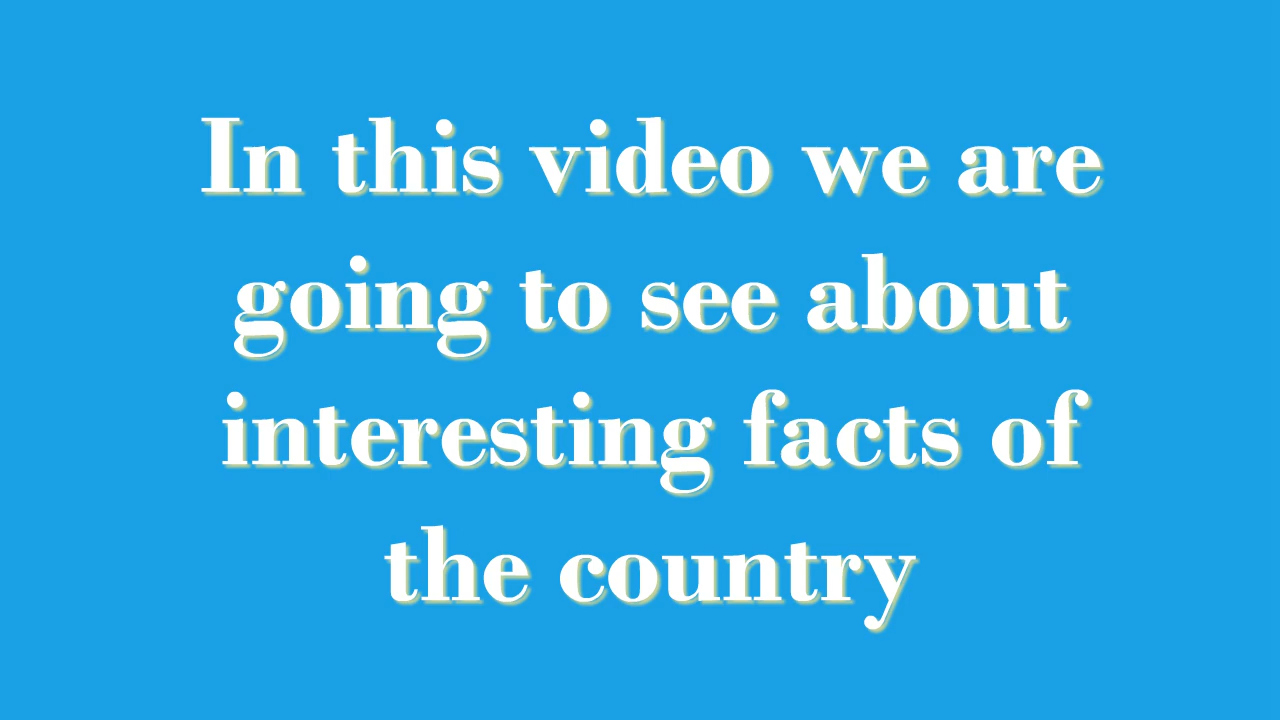 In this video we are
going to see about
interesting facts of
the country